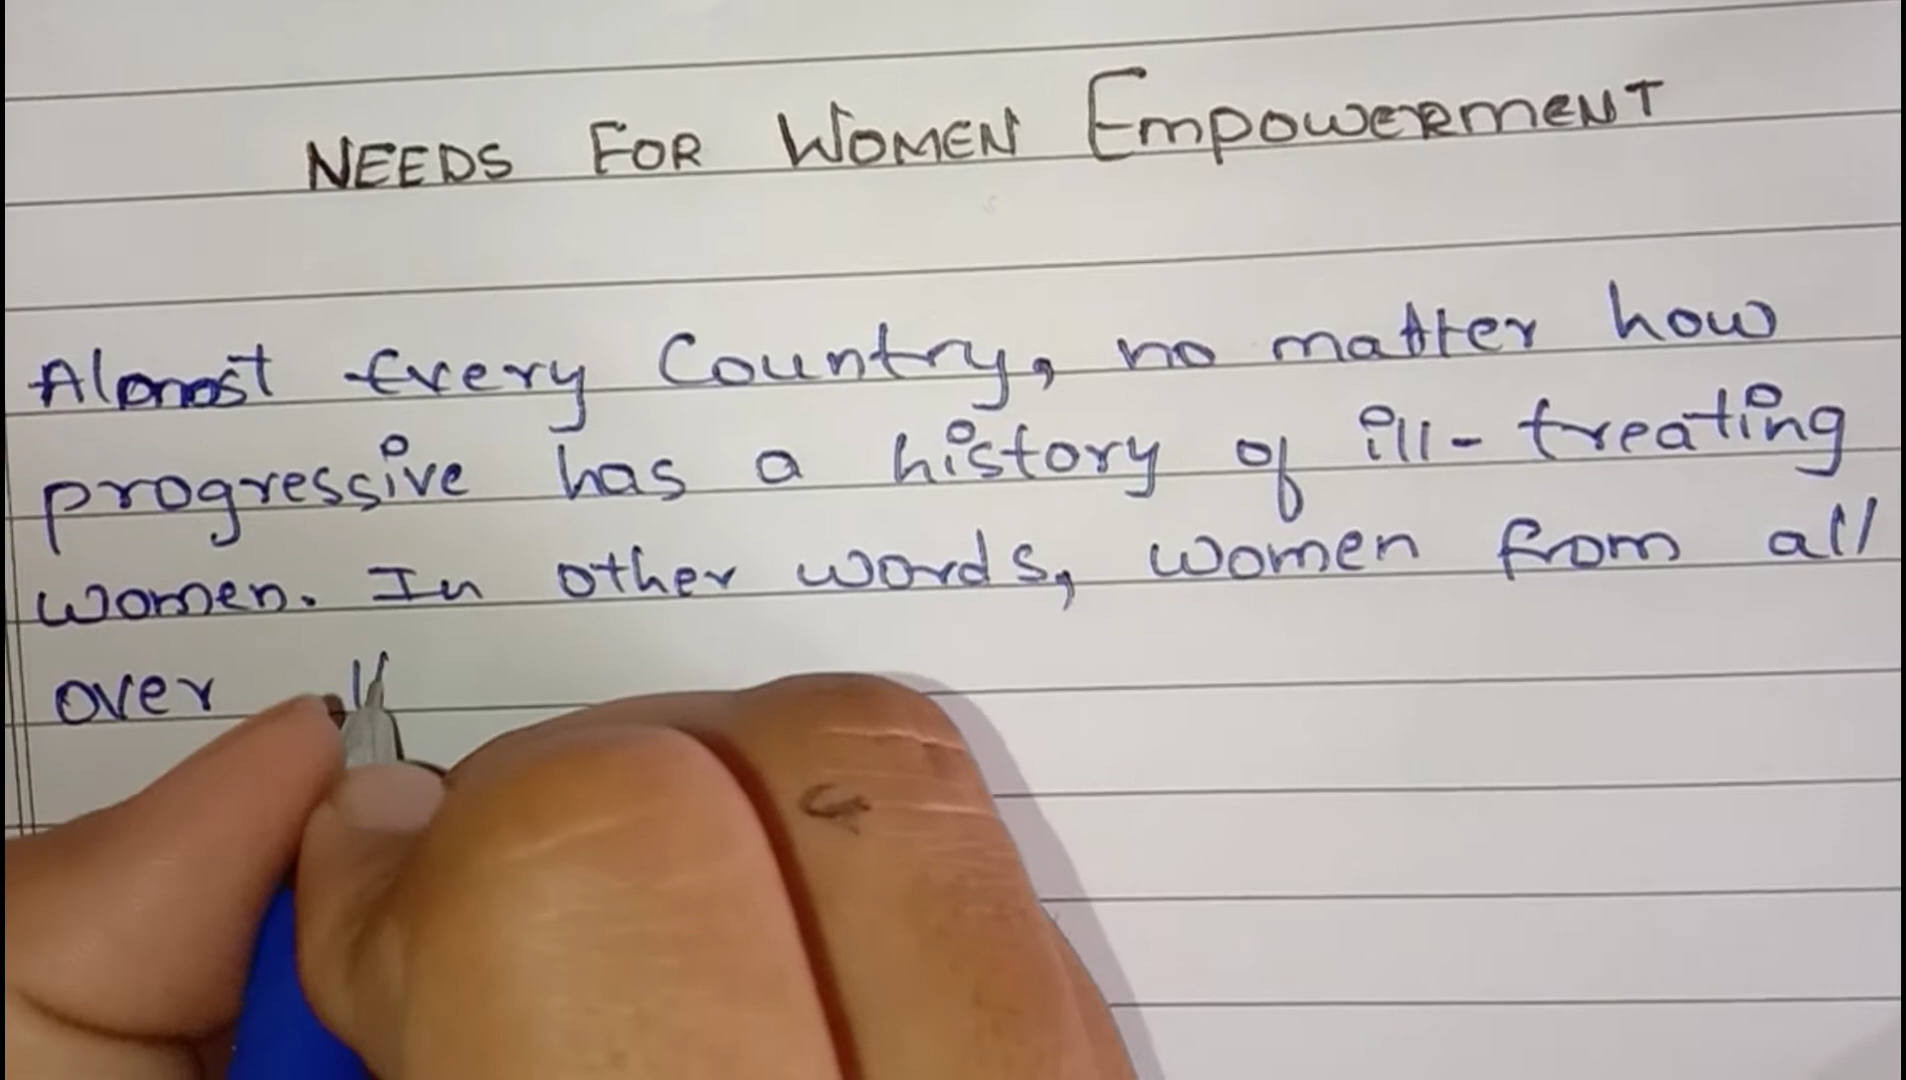 NEEDS FOR WOMEN EMPOWERMENT
Almost Every Country, no matter how
progressive has a history of ill-treating
women. In other words, women from all
over